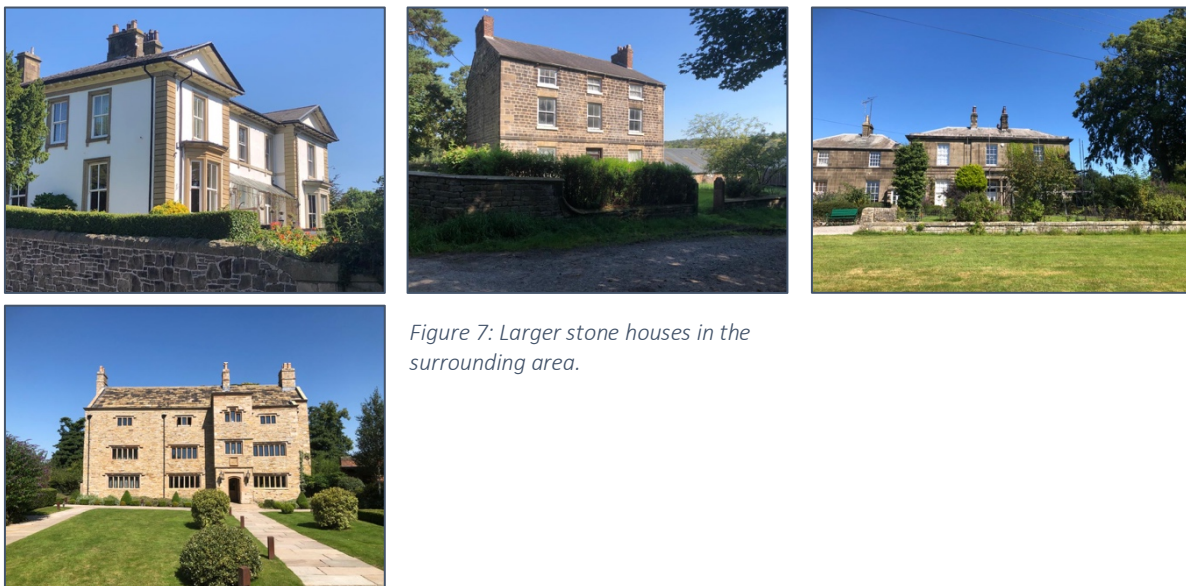 Figure 7: Larger stone houses in the
surrounding area.